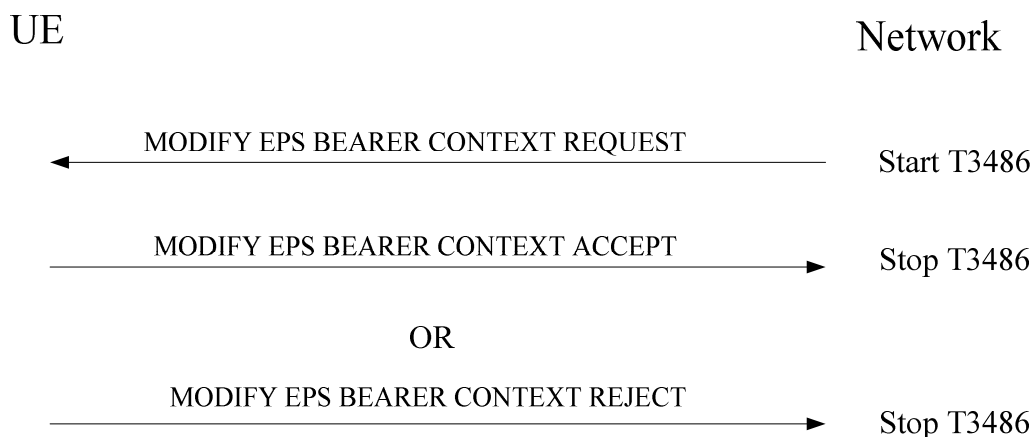 UE
Network
MODIFY EPS BEARER CONTEXT REQUEST
Start T3486
MODIFY EPS BEARER CONTEXT ACCEPT
Stop T3486
OR
MODIFY EPS BEARER CONTEXT REJECT
Stop T3486